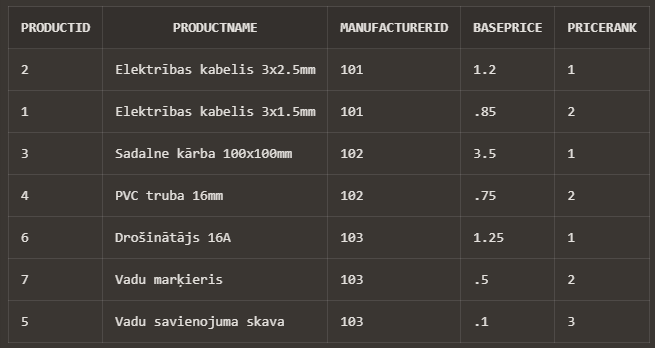 PRODUCTID PRODUCTNAME MANUFACTURERID BASEPRICE PRICERANK
2 Elektrības kabelis 3x2.5mm 101 1.2 1
1 Elektrības kabelis 3x1.5mm 101 .85 2
3 Sadalne kārba 100x100mm 102 3.5 1
4 PVC truba 16mm 102 .75 2
6 Drošinātājs 16A 103 1.25 1
7 Vadu marķieris 103 .5 2
5 Vadu savienojuma skava 103 .1 3